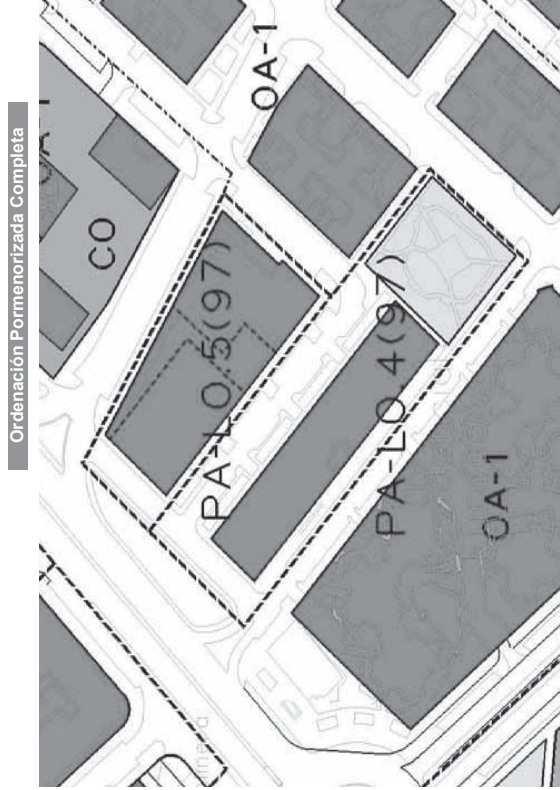 Ordenación Pormenorizada Completa
OA-1
CO
PA-LO.5(97)
PA-LO.4(97)
OA-1